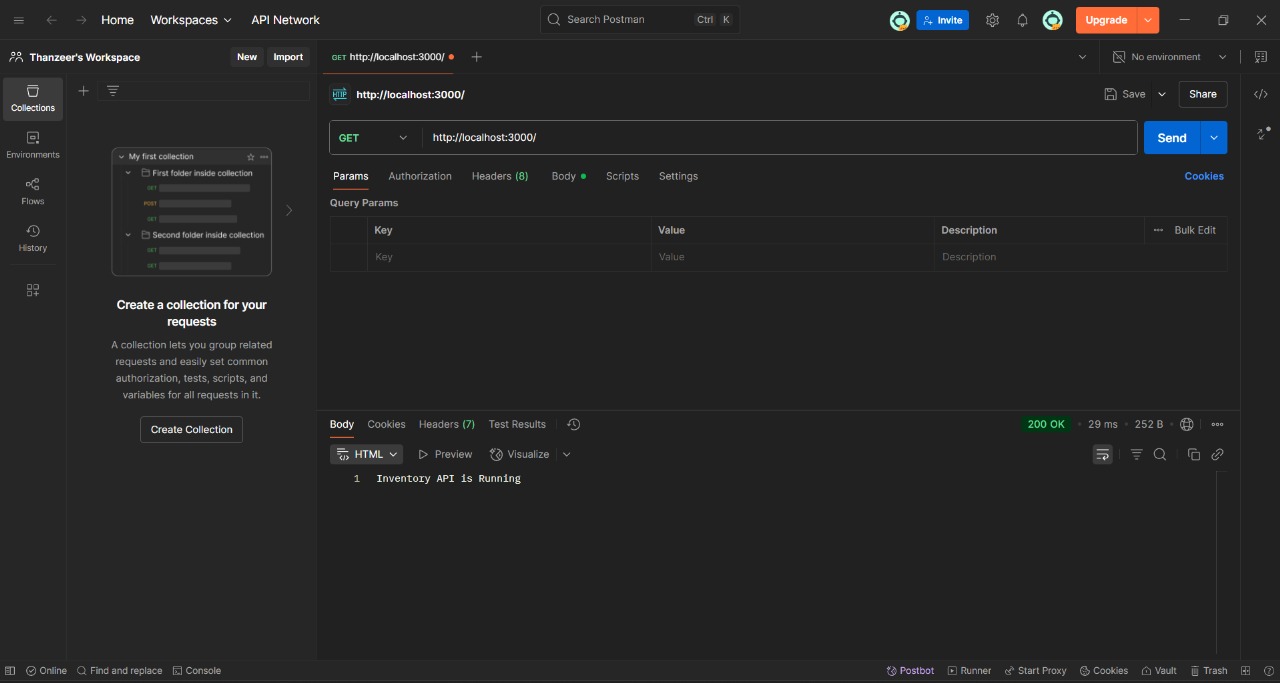 Home Workspaces API Network Search Postman Ctrl K Invite Upgrade
Thanzeer's Workspace New Import GET http://localhost:3000/ No environment
Collections
Environments
Flows
History
My first collection
First folder inside collection
GET
POST
GET
Second folder inside collection
GET
GET
Create a collection for your
requests
A collection lets you group related
requests and easily set common
authorization, tests, scripts, and
variables for all requests in it.
Create Collection
HTTP http://localhost:3000/ Save Share
GET http://localhost:3000/ Send
Params Authorization Headers (8) Body Scripts Settings Cookies
Query Params
Key Value Description Bulk Edit
Key Value Description
Body Cookies Headers (7) Test Results 200 OK 29 ms 252 B
HTML Preview Visualize
1 Inventory API is Running
Online Find and replace Console Postbot Runner Start Proxy Cookies Vault Trash